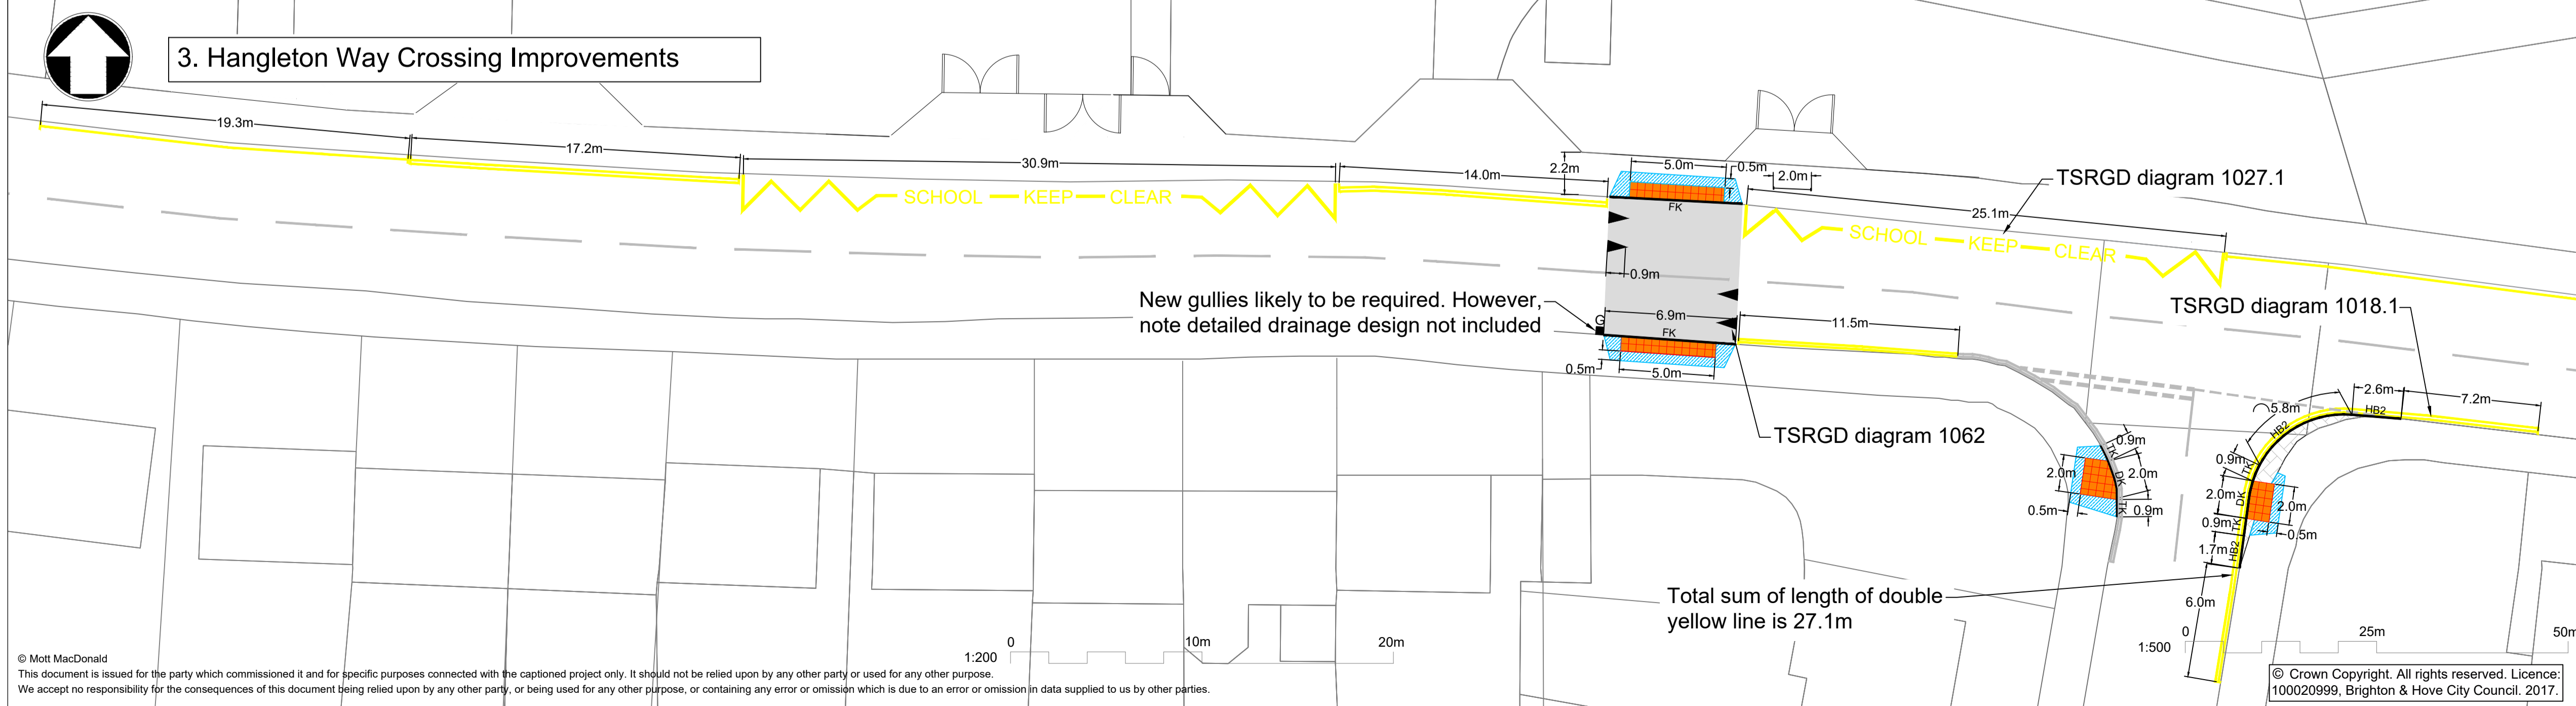 3. Hangleton Way Crossing Improvements
19.3m
17.2m
30.9m
14.0m
2.2m
5.0m
0.5m
2.0m
25.1m
TSRGD diagram 1027.1
SCHOOL KEEP CLEAR
FK
T
SCHOOL KEEP CLEAR
0.9m
New gullies likely to be required. However,
note detailed drainage design not included
G
6.9m
FK
11.5m
0.5m
5.0m
TSRGD diagram 1018.1
TSRGD diagram 1062
2.6m
7.2m
HB2
5.8m
HB2
0.9m
TK
2.0m
DK
2.0m
0.5m
TK
0.9m
0.9m
TK
2.0m
DK
2.0m
0.9m
TK
0.5m
1.7m
HB2
Total sum of length of double
yellow line is 27.1m
6.0m
1:200
0
10m
20m
1:500
0
25m
50m
© Mott MacDonald
This document is issued for the party which commissioned it and for specific purposes connected with the captioned project only. It should not be relied upon by any other party or used for any other purpose.
We accept no responsibility for the consequences of this document being relied upon by any other party, or being used for any other purpose, or containing any error or omission which is due to an error or omission in data supplied to us by other parties.
© Crown Copyright. All rights reserved. Licence:
100020999, Brighton & Hove City Council. 2017.